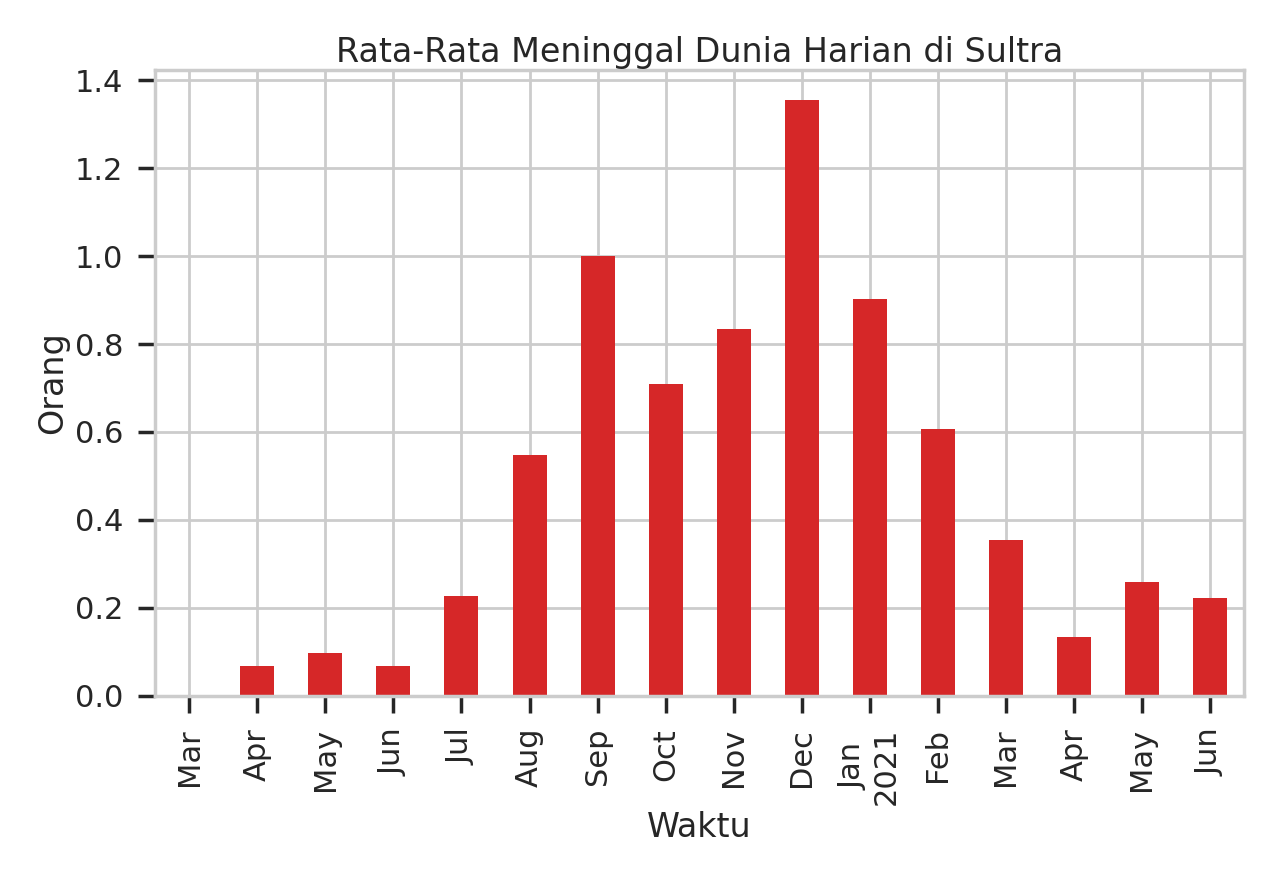 Rata-Rata Meninggal Dunia Harian di Sultra
1.4
1.2
1.0
0.8
0.6
0.4
0.2
0.0
Orang
Mar
Apr
May
Jun
Jul
Aug
Sep
Oct
Nov
Dec
Jan
2021
Feb
Mar
Apr
May
Jun
Waktu